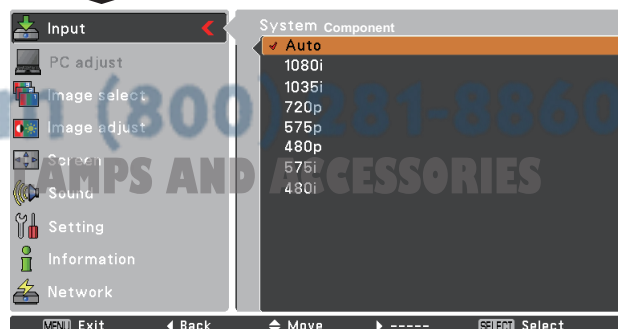 Input
PC adjust
Image select
Image adjust
Screen
Sound
Setting
Information
Network
System Component
Auto
1080i
1035i
720p
575p
480p
575i
480i
(800) 281-8860
LAMPS AND ACCESSORIES
MENU Exit
Back
Move
-----
SELECT Select